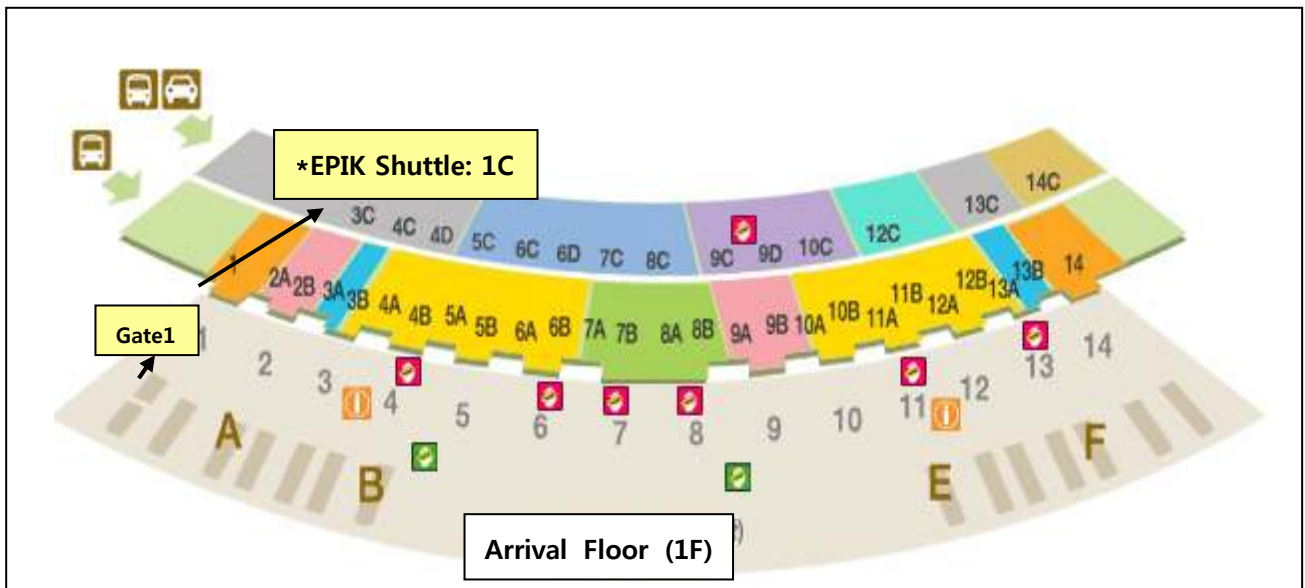 *EPIK Shuttle: 1C
3C 4C 4D 5C 6C 6D 7C 8C 9C 9D 10C 12C 13C 14C
1 2A 2B 3A 3B 4A 4B 5A 5B 6A 6B 7A 7B 8A 8B 9A 9B 10A 10B 11A 11B 12A 12B 13A 13B 14
Gate1
1 2 3 4 5 6 7 8 9 10 11 12 13 14
A B E F
Arrival Floor (1F)